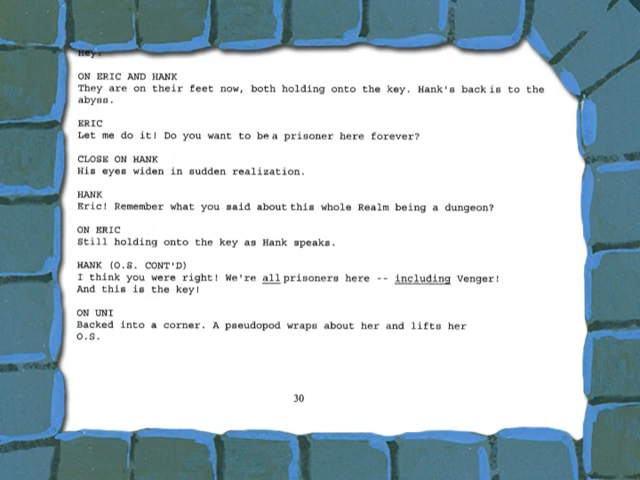 key.
ON ERIC AND HANK
They are on their feet now, both holding onto the key. Hank's back is to the
abyss.
ERIC
Let me do it! Do you want to be a prisoner here forever?
CLOSE ON HANK
His eyes widen in sudden realization.
HANK
Eric! Remember what you said about this whole Realm being a dungeon?
ON ERIC
Still holding onto the key as Hank speaks.
HANK (O.S. CONT'D)
I think you were right! We're all prisoners here -- including Venger!
And this is the key!
ON UNI
Backed into a corner. A pseudopod wraps about her and lifts her
O.S.
30